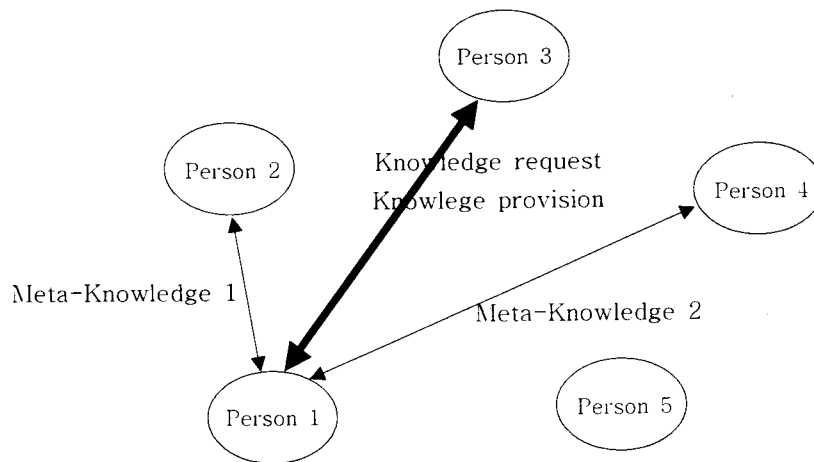 Person 3
Person 2
Knowledge request
Knowlege provision
Person 4
Meta-Knowledge 1
Meta-Knowledge 2
Person 1
Person 5